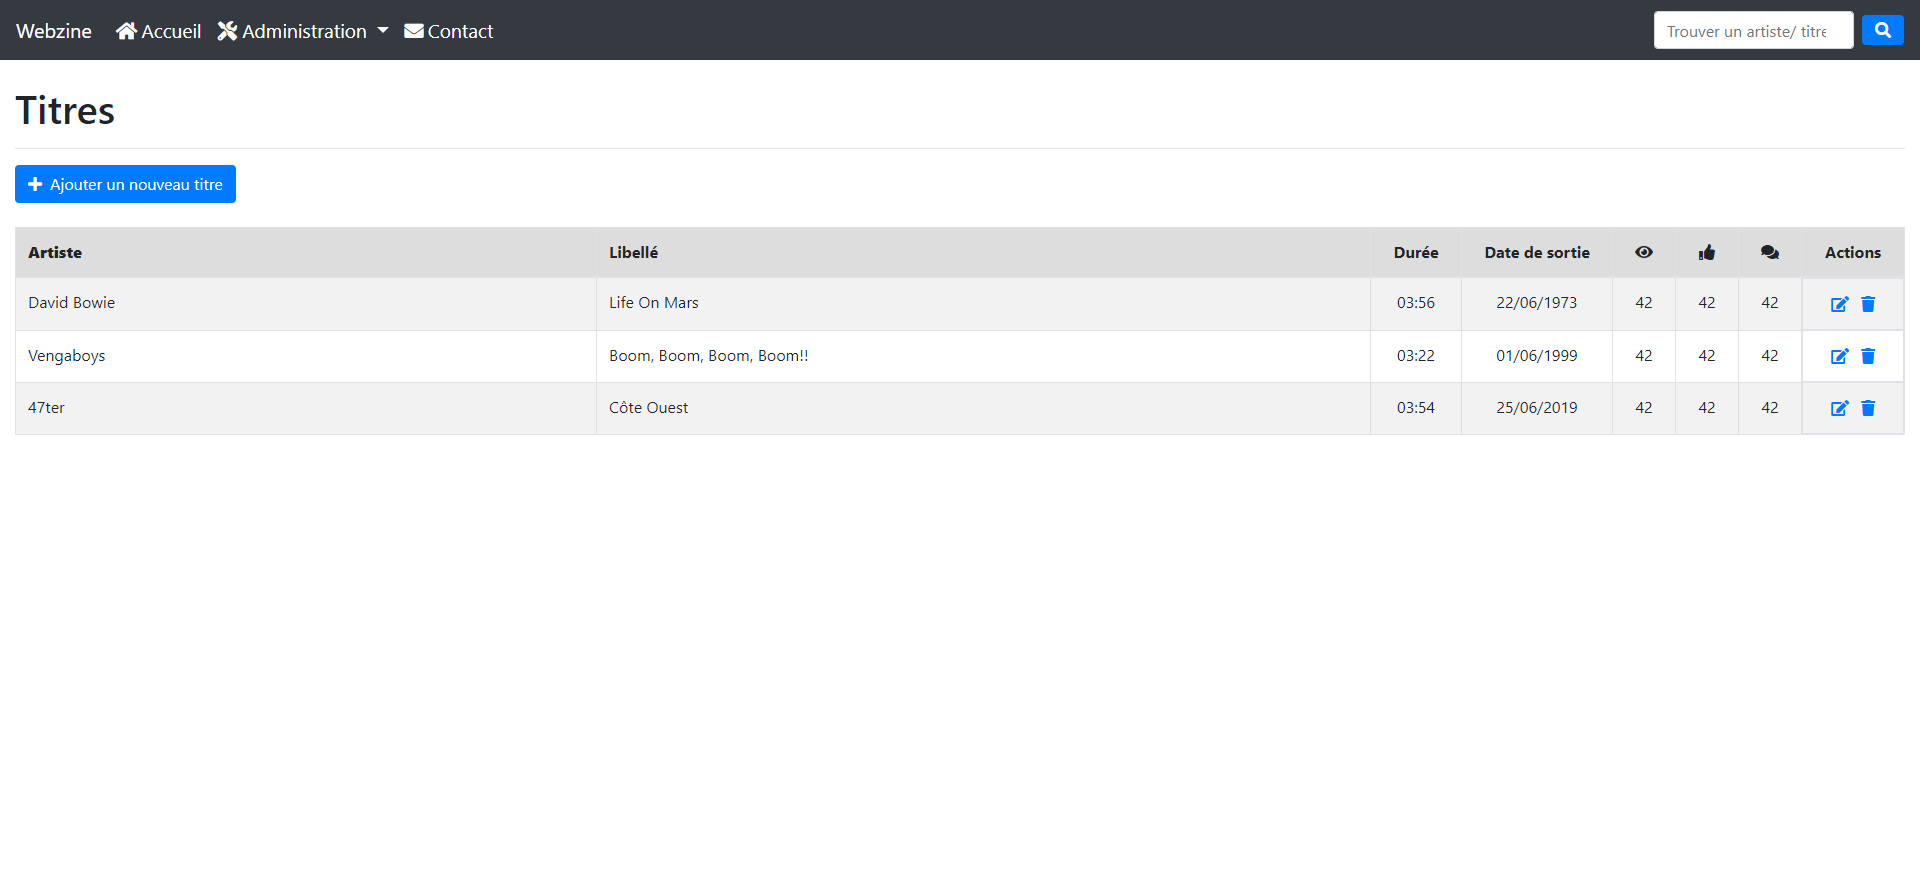 Webzine Accueil Administration Contact Trouver un artiste/ titre
Titres
Ajouter un nouveau titre
Artiste Libellé Durée Date de sortie Actions
David Bowie Life On Mars 03:56 22/06/1973 42 42 42
Vengaboys Boom, Boom, Boom, Boom!! 03:22 01/06/1999 42 42 42
47ter Côte Ouest 03:54 25/06/2019 42 42 42